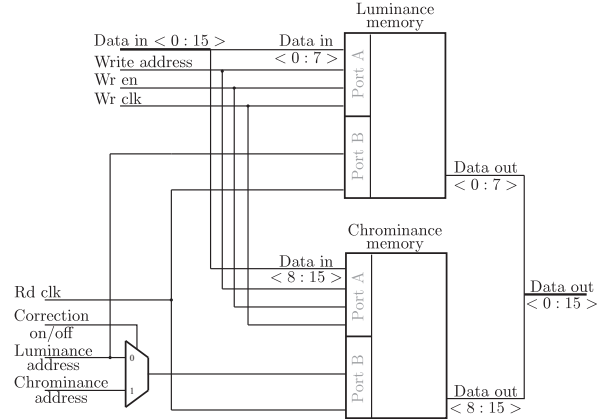 Luminance
memory
Data in < 0 : 15 >
Data in
< 0 : 7 >
Write address
Wr en
Wr clk
Port A
Port B
Data out
< 0 : 7 >
Chrominance
memory
Data in
< 8 : 15 >
Port A
Port B
Rd clk
Correction
on/off
Luminance
address
0
Chrominance
address
1
Data out
< 0 : 15 >
Data out
< 8 : 15 >